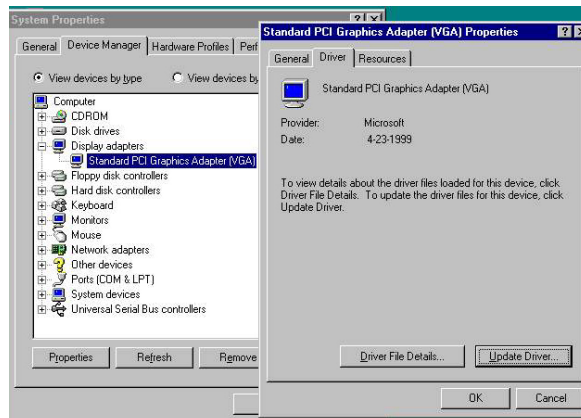 System Properties
General
Device Manager
Hardware Profiles
View devices by type
View devices by
Computer
CDROM
Disk drives
Display adapters
Standard PCI Graphics Adapter (VGA)
Floppy disk controllers
Hard disk controllers
Keyboard
Monitors
Mouse
Network adapters
Other devices
Ports (COM & LPT)
System devices
Universal Serial Bus controllers
Properties
Refresh
Remove
Standard PCI Graphics Adapter (VGA) Properties
General
Driver
Resources
Standard PCI Graphics Adapter (VGA)
Provider: Microsoft
Date: 4-23-1999
To view details about the driver files loaded for this device, click
Driver File Details. To update the driver files for this device, click
Update Driver.
Driver File Details...
Update Driver...
OK
Cancel